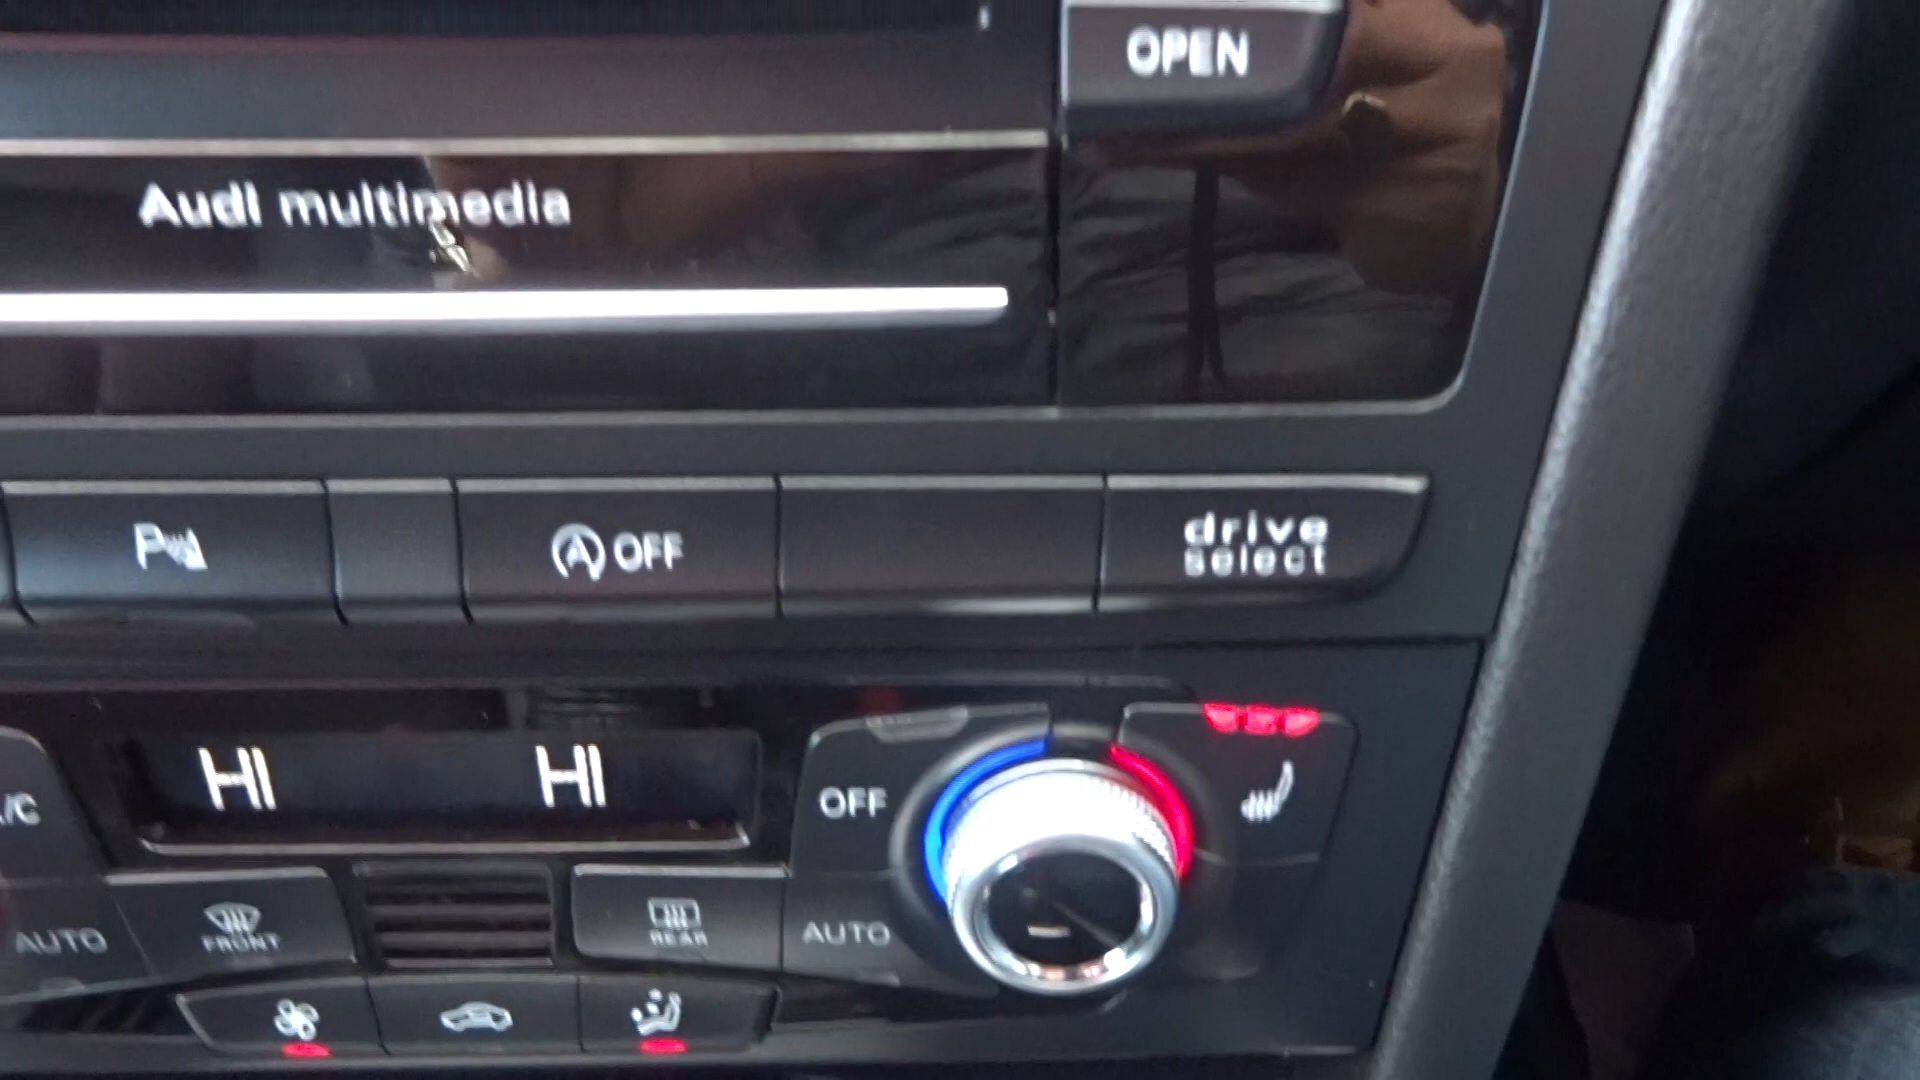 OPEN
Audi multimedia
P
A OFF
drive
select
HI HI
A/C
OFF
AUTO
FRONT
REAR
AUTO